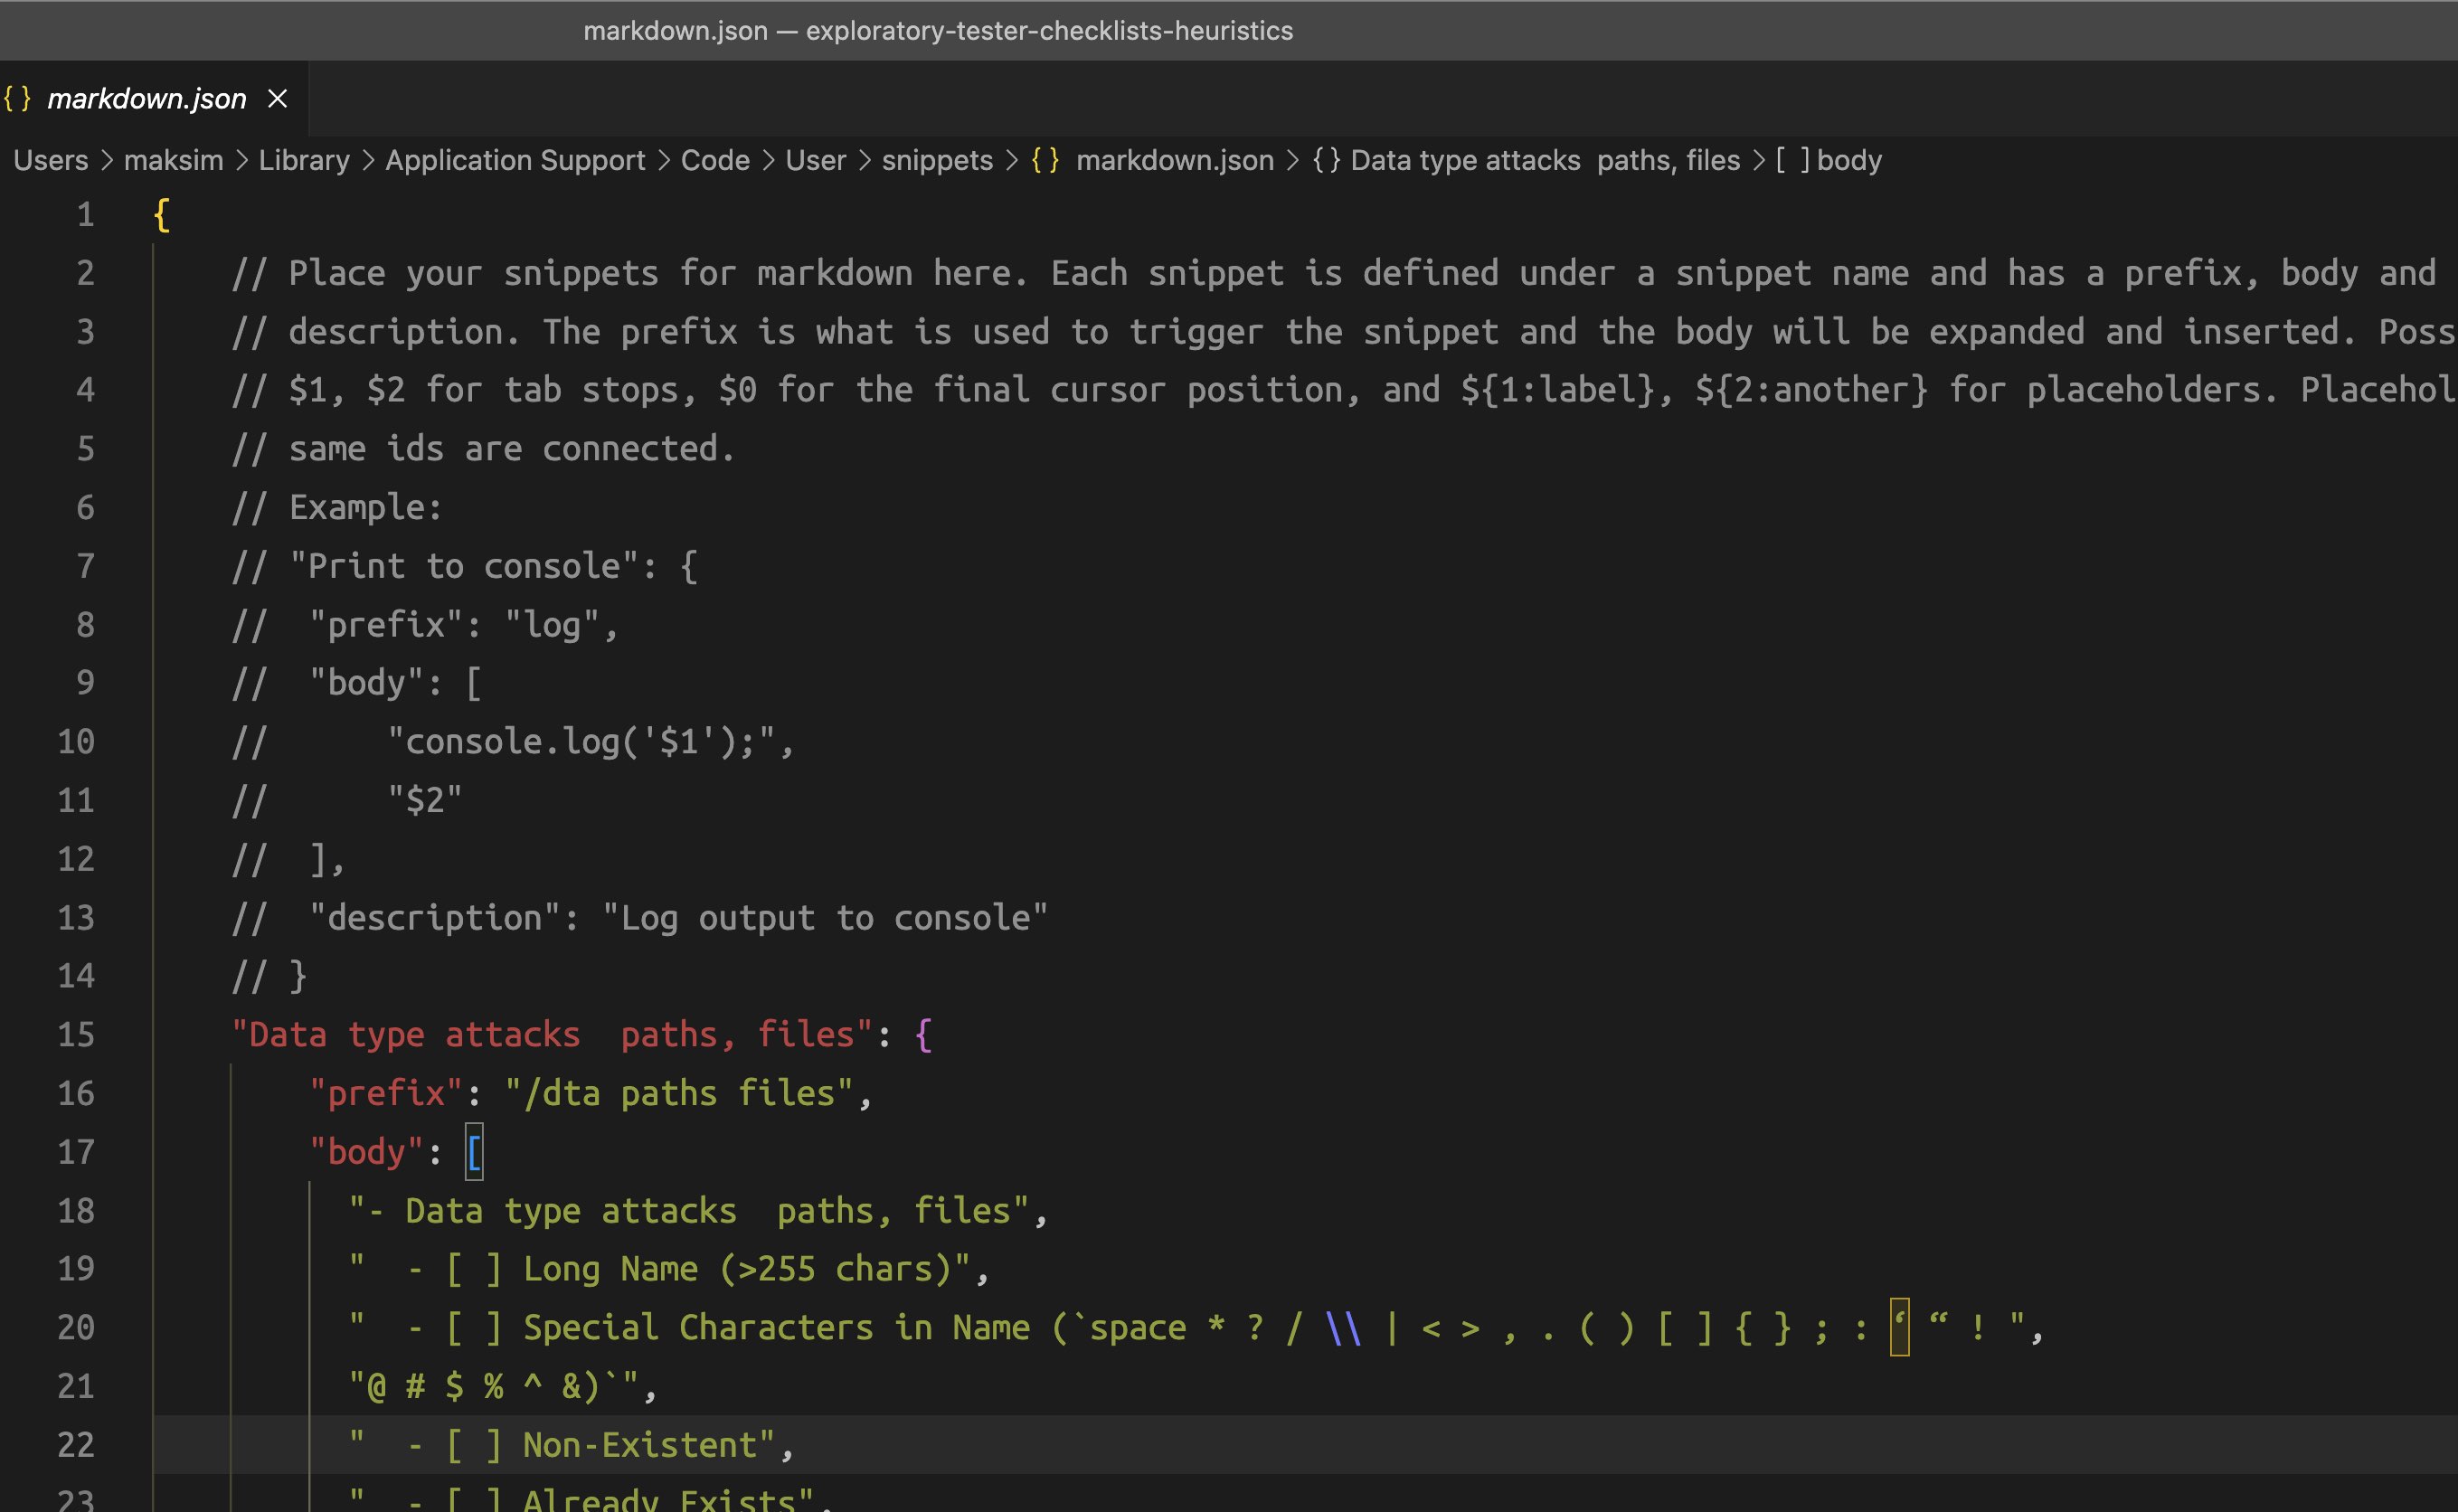 markdown.json — exploratory-tester-checklists-heuristics
{} markdown.json ×
Users > maksim > Library > Application Support > Code > User > snippets > {} markdown.json > {} Data type attacks  paths, files > [ ] body
1 {
2 // Place your snippets for markdown here. Each snippet is defined under a snippet name and has a prefix, body and
3 // description. The prefix is what is used to trigger the snippet and the body will be expanded and inserted. Poss
4 // $1, $2 for tab stops, $0 for the final cursor position, and ${1:label}, ${2:another} for placeholders. Placehol
5 // same ids are connected.
6 // Example:
7 // "Print to console": {
8 //  "prefix": "log",
9 //  "body": [
10 //      "console.log('$1');",
11 //      "$2"
12 //  ],
13 //  "description": "Log output to console"
14 // }
15 "Data type attacks  paths, files": {
16 "prefix": "/dta paths files",
17 "body": [
18 "- Data type attacks  paths, files",
19 "  - [ ] Long Name (>255 chars)",
20 "  - [ ] Special Characters in Name (`space * ? / \\ | < > , . ( ) [ ] { } ; : ‘ “ ! ",
21 "@ # $ % ^ &)`",
22 "  - [ ] Non-Existent",
23 "  - [ ] Already Exists",